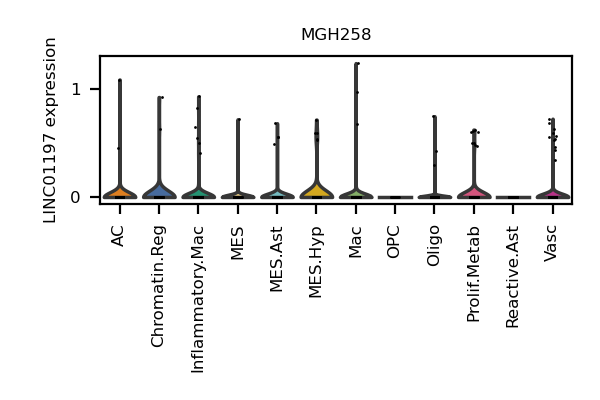 MGH258
LINC01197 expression
1
0
AC
Chromatin.Reg
Inflammatory.Mac
MES
MES.Ast
MES.Hyp
Mac
OPC
Oligo
Prolif.Metab
Reactive.Ast
Vasc